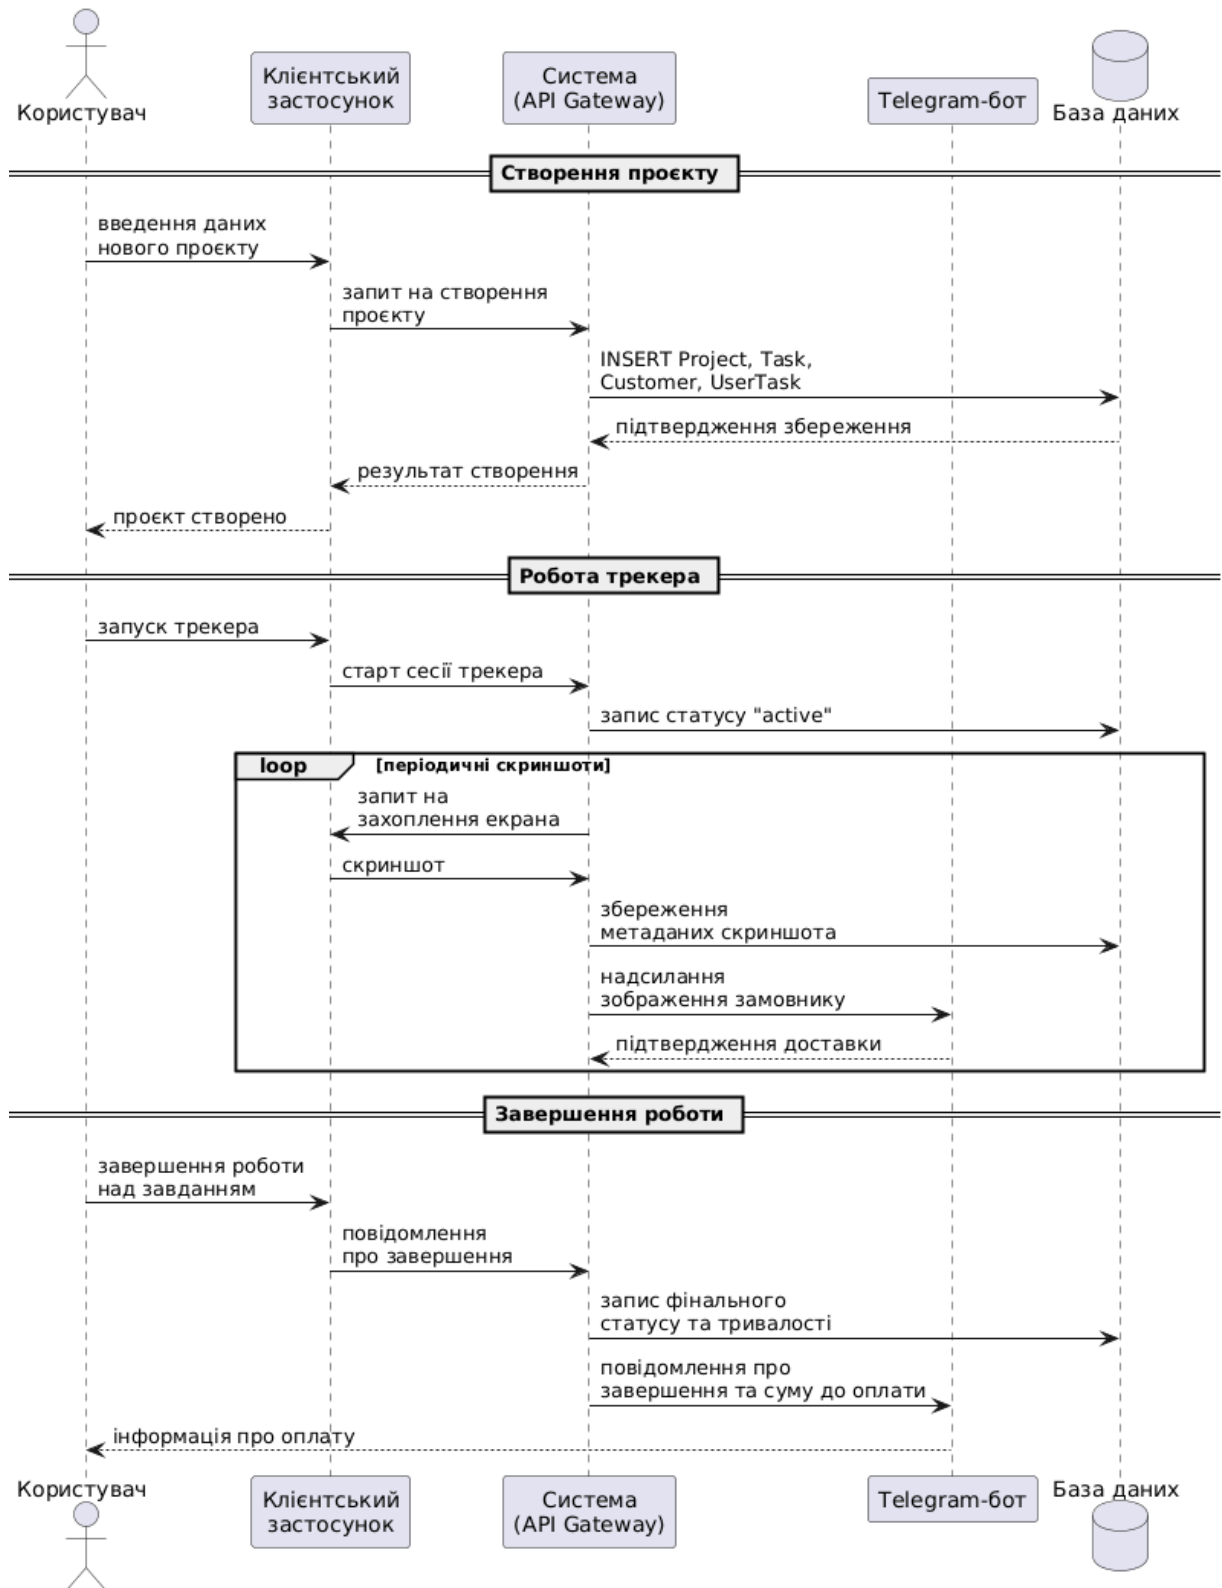 Користувач
Клієнтський
застосунок
Система
(API Gateway)
Telegram-бот
База даних
Створення проєкту
введення даних
нового проєкту
запит на створення
проєкту
INSERT Project, Task,
Customer, UserTask
підтвердження збереження
результат створення
проєкт створено
Робота трекера
запуск трекера
старт сесії трекера
запис статусу "active"
loop
[періодичні скриншоти]
запит на
захоплення екрана
скриншот
збереження
метаданих скриншота
надсилання
зображення замовнику
підтвердження доставки
Завершення роботи
завершення роботи
над завданням
повідомлення
про завершення
запис фінального
статусу та тривалості
повідомлення про
завершення та суму до оплати
інформація про оплату
Користувач
Клієнтський
застосунок
Система
(API Gateway)
Telegram-бот
База даних